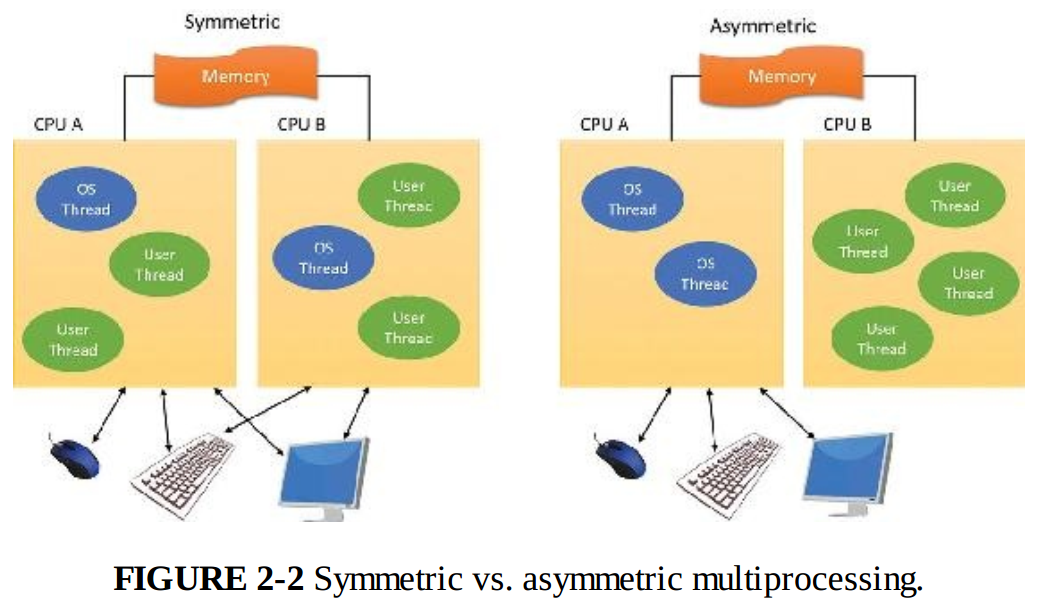 Symmetric
Memory
CPU A
CPU B
OS
Thread
User
Thread
User
Thread
User
Threac
OS
Thread
User
Threac
Asymmetric
Memory
CPU A
CPU B
OS
Thread
OS
Threac
User
Thread
User
Thread
User
Thread
User
Thread
FIGURE 2-2 Symmetric vs. asymmetric multiprocessing.